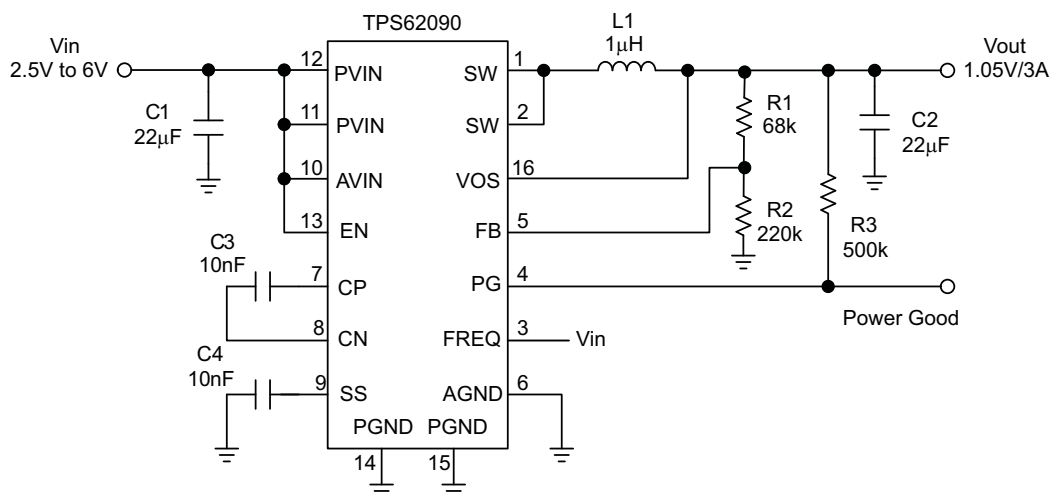 TPS62090
Vin
2.5V to 6V
C1
22μF
C3
10nF
C4
10nF
12
11
10
13
7
8
9
PVIN
PVIN
AVIN
EN
CP
CN
SS
PGND
PGND
14
15
SW
SW
VOS
FB
PG
FREQ
AGND
1
2
16
5
4
3
6
L1
1μH
Vin
R1
68k
R2
220k
R3
500k
C2
22μF
Vout
1.05V/3A
Power Good